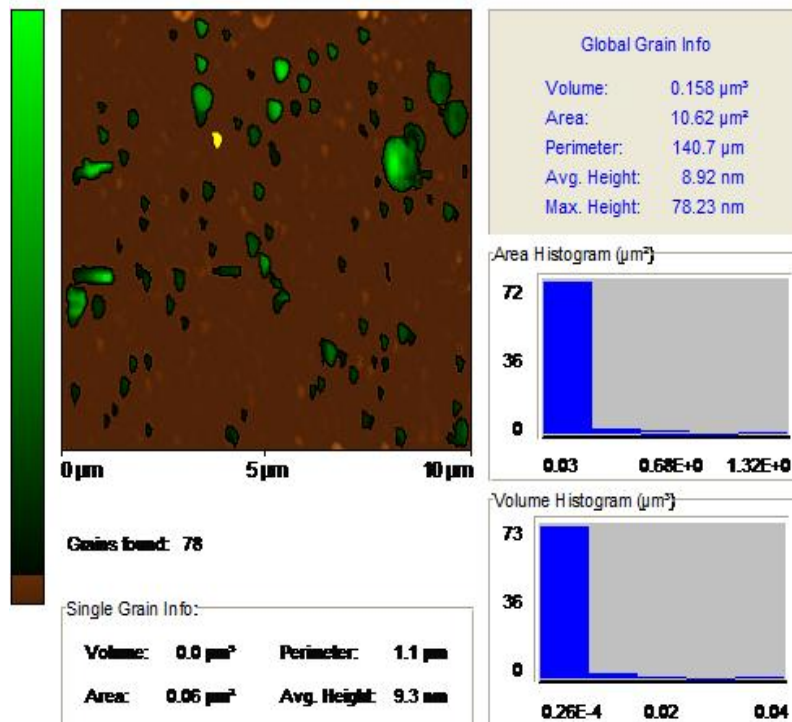 Global Grain Info
Volume: 0.158 µm³
Area: 10.62 µm²
Perimeter: 140.7 µm
Avg. Height: 8.92 nm
Max. Height: 78.23 nm
Area Histogram (µm²)
72
36
0
0.03 0.68E+0 1.32E+0
0 µm 5 µm 10 µm
Volume Histogram (µm³)
73
36
0
0.26E-4 0.02 0.04
Grains found: 78
Single Grain Info:
Volume: 0.0 µm³ Perimeter: 1.1 µm
Area: 0.06 µm² Avg. Height: 9.3 nm